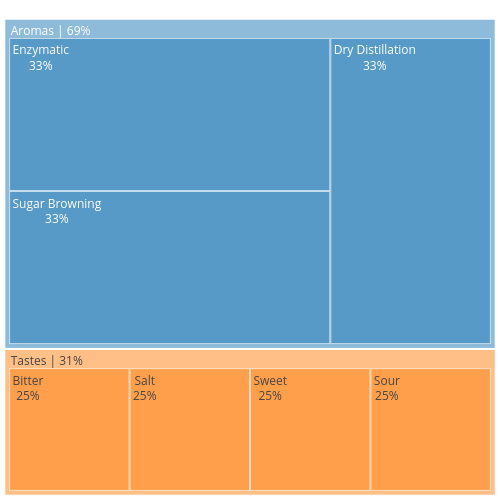 Aromas | 69%
Enzymatic
33%
Dry Distillation
33%
Sugar Browning
33%
Tastes | 31%
Bitter
25%
Salt
25%
Sweet
25%
Sour
25%